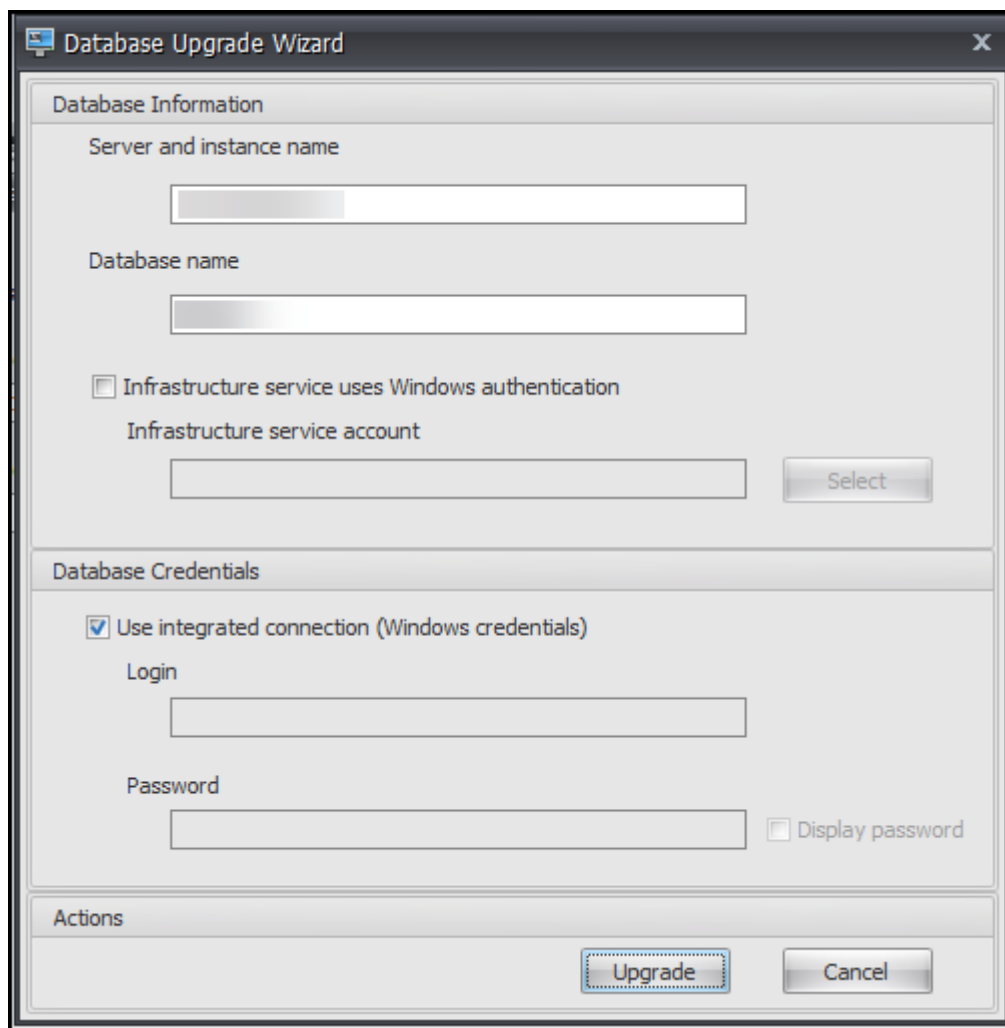 Database Upgrade Wizard
Database Information
Server and instance name
Database name
Infrastructure service uses Windows authentication
Infrastructure service account
Select
Database Credentials
Use integrated connection (Windows credentials)
Login
Password
Display password
Actions
Upgrade
Cancel